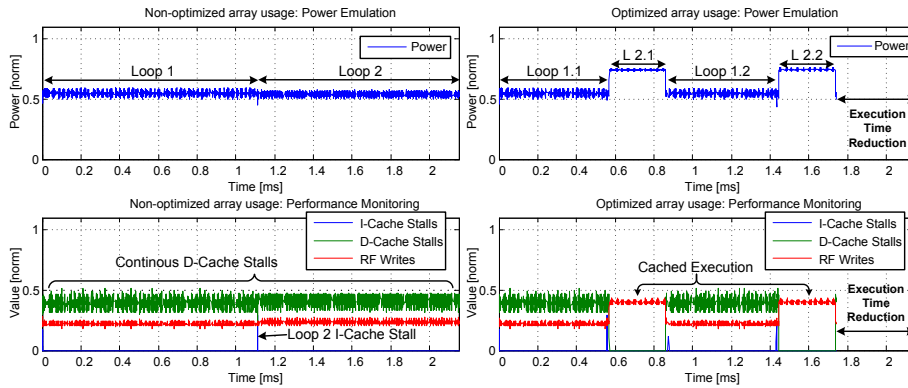 Non-optimized array usage: Power Emulation
1
0.5
0
Power [norm]
Power
Loop 1
Loop 2
0 0.2 0.4 0.6 0.8 1 1.2 1.4 1.6 1.8 2
Time [ms]
Optimized array usage: Power Emulation
1
0.5
0
Power [norm]
Power
Loop 1.1
L 2.1
Loop 1.2
L 2.2
Execution
Time
Reduction
0 0.2 0.4 0.6 0.8 1 1.2 1.4 1.6 1.8 2
Time [ms]
Non-optimized array usage: Performance Monitoring
1
0.5
0
Value [norm]
I-Cache Stalls
D-Cache Stalls
RF Writes
Continous D-Cache Stalls
Loop 2 I-Cache Stall
0 0.2 0.4 0.6 0.8 1 1.2 1.4 1.6 1.8 2
Time [ms]
Optimized array usage: Performance Monitoring
1
0.5
0
Value [norm]
I-Cache Stalls
D-Cache Stalls
RF Writes
Cached Execution
Execution
Time
Reduction
0 0.2 0.4 0.6 0.8 1 1.2 1.4 1.6 1.8 2
Time [ms]